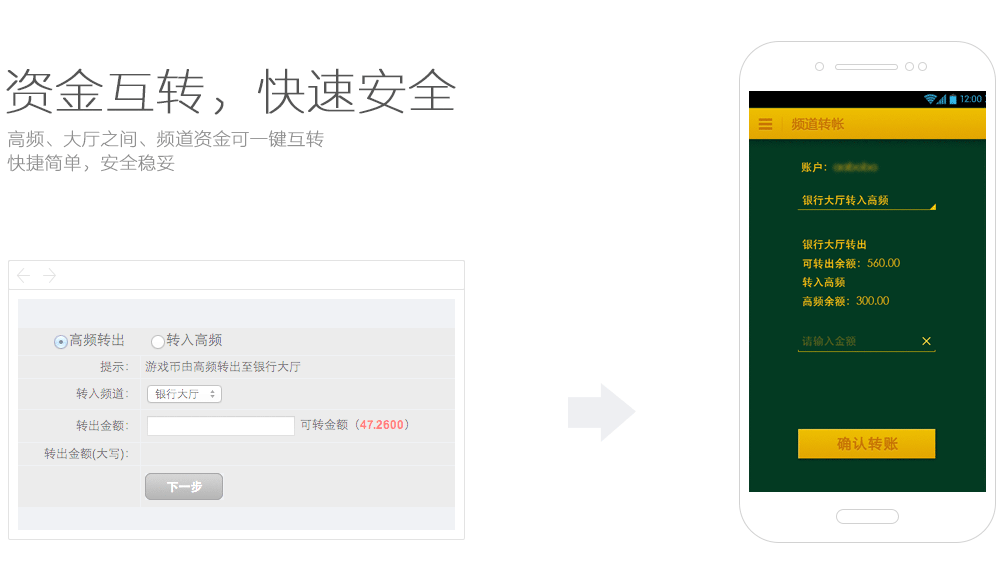 资金互转，快速安全
高频、大厅之间、频道资金可一键互转
快捷简单，安全稳妥
高频转出 转入高频
提示： 游戏币由高频转出至银行大厅
转入频道： 银行大厅
转出金额： 可转金额（47.2600）
转出金额(大写)：
下一步
12:00
频道转帐
账户：
银行大厅转入高频
银行大厅转出
可转出余额：560.00
转入高频
高频余额：300.00
请输入金额
确认转账